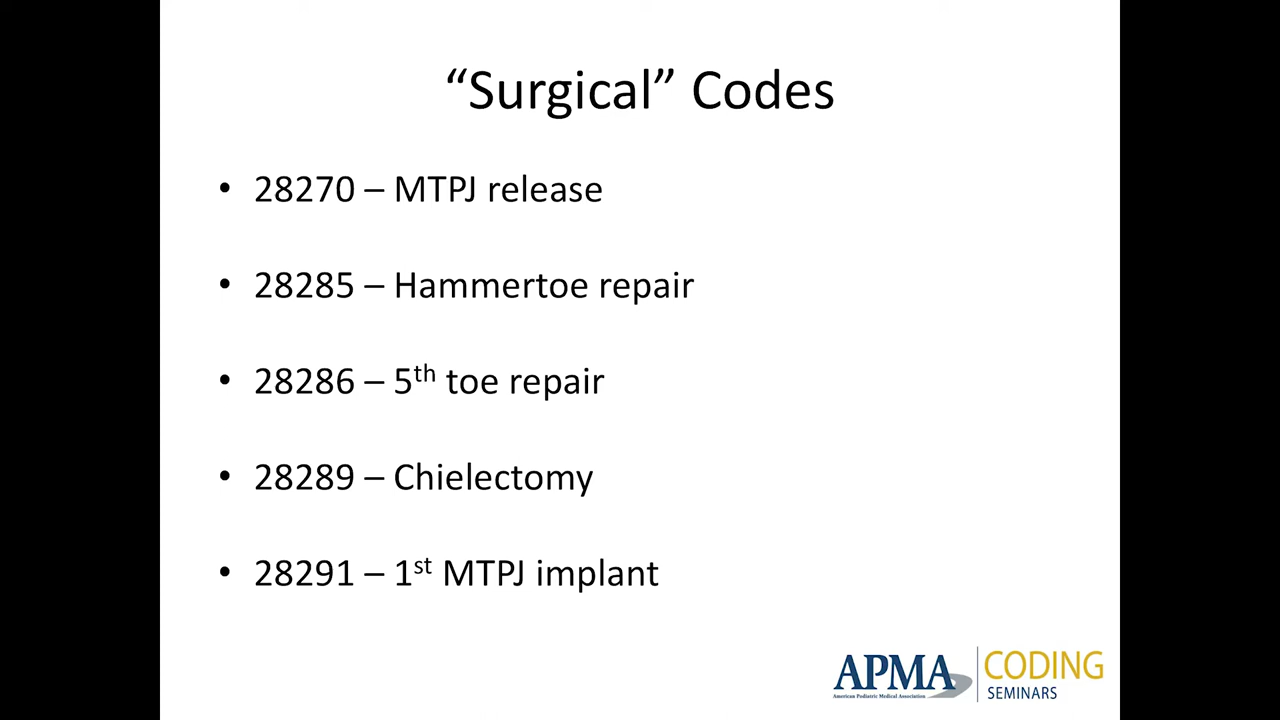 “Surgical” Codes
• 28270 – MTPJ release
• 28285 – Hammertoe repair
• 28286 – 5th toe repair
• 28289 – Chielectomy
• 28291 – 1st MTPJ implant
APMA CODING
American Podiatric Medical Association SEMINARS